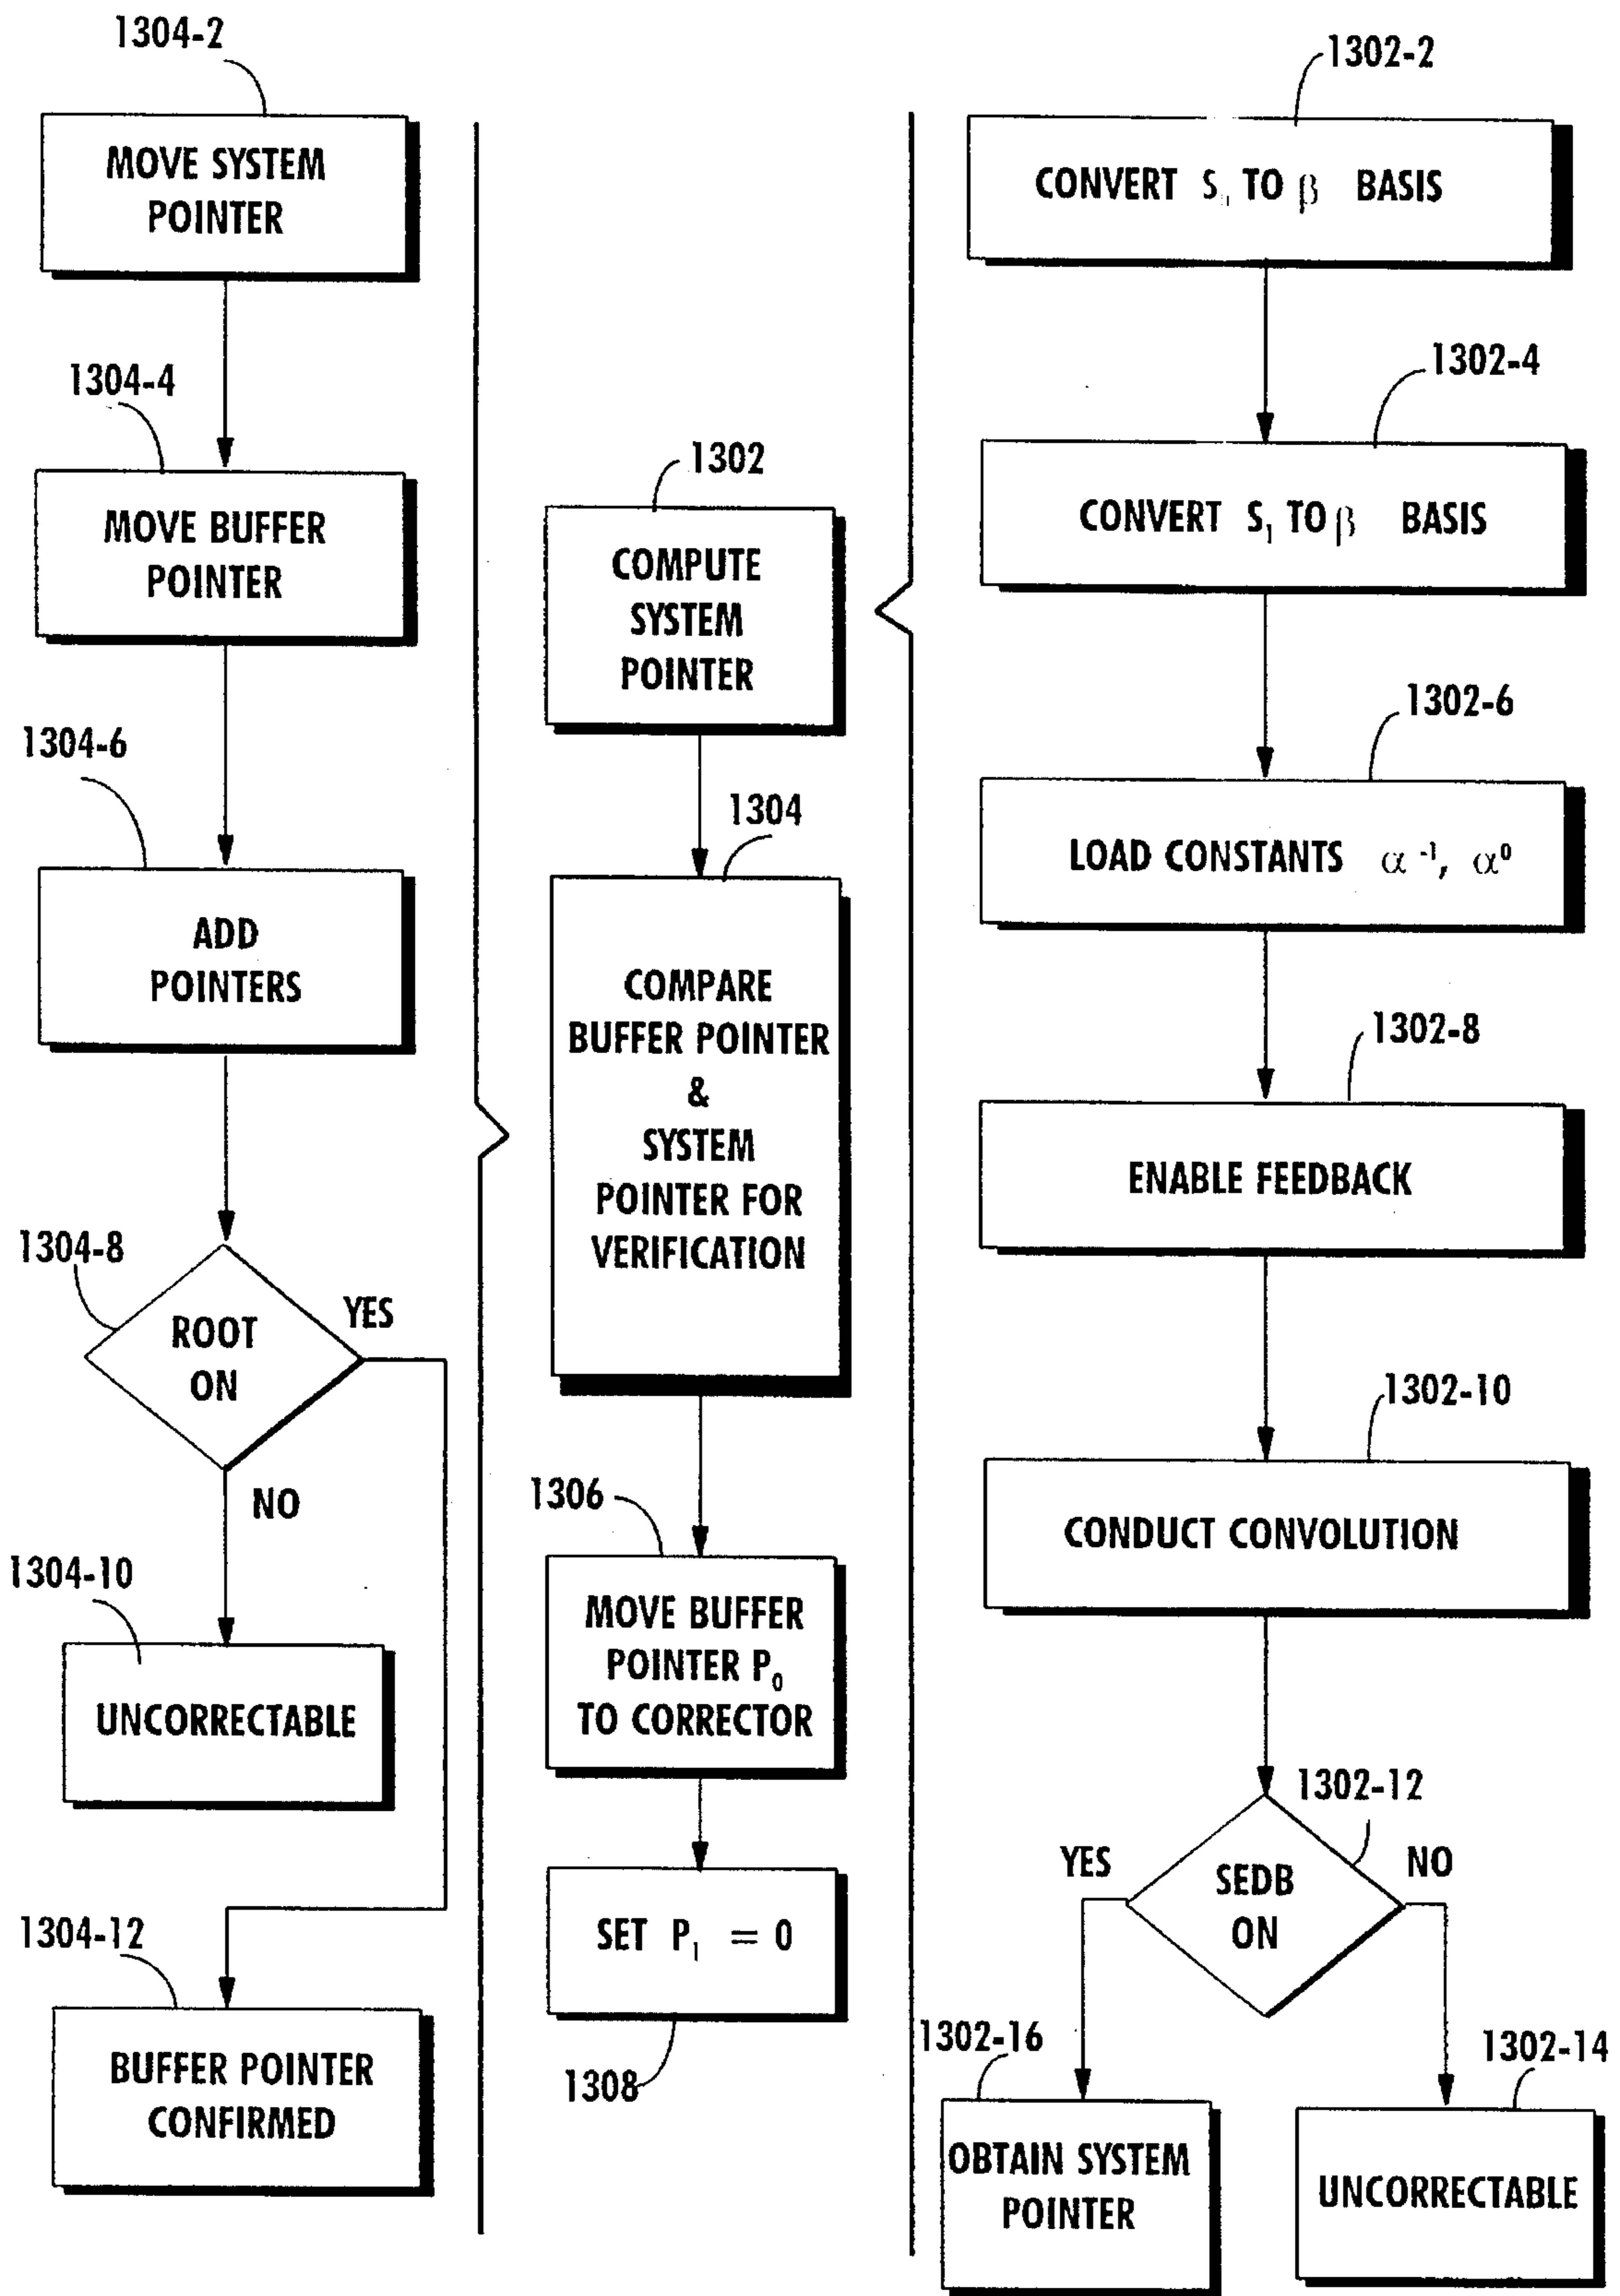 1304-2
MOVE SYSTEM
POINTER
1304-4
MOVE BUFFER
POINTER
1304-6
ADD
POINTERS
1304-8
ROOT
ON
YES
NO
1304-10
UNCORRECTABLE
1304-12
BUFFER POINTER
CONFIRMED
1302
COMPUTE
SYSTEM
POINTER
1304
COMPARE
BUFFER POINTER
&
SYSTEM
POINTER FOR
VERIFICATION
1306
MOVE BUFFER
POINTER P₀
TO CORRECTOR
SET P₁ = 0
1308
1302-2
CONVERT S TO β BASIS
1302-4
CONVERT S₁ TO β BASIS
1302-6
LOAD CONSTANTS α⁻¹, α⁰
1302-8
ENABLE FEEDBACK
1302-10
CONDUCT CONVOLUTION
1302-12
YES
NO
SEDB
ON
1302-16
OBTAIN SYSTEM
POINTER
1302-14
UNCORRECTABLE